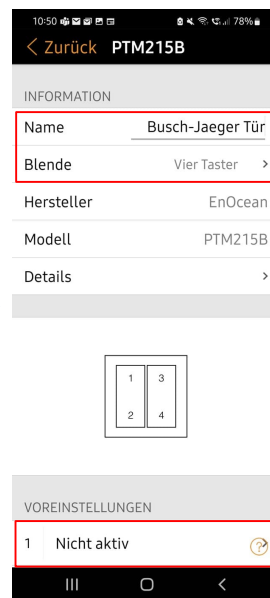 10:50 78%
Zurück PTM215B
INFORMATION
Name Busch-Jaeger Tür
Blende Vier Taster >
Hersteller EnOcean
Modell PTM215B
Details >
1 3
2 4
VOREINSTELLUNGEN
1 Nicht aktiv ?